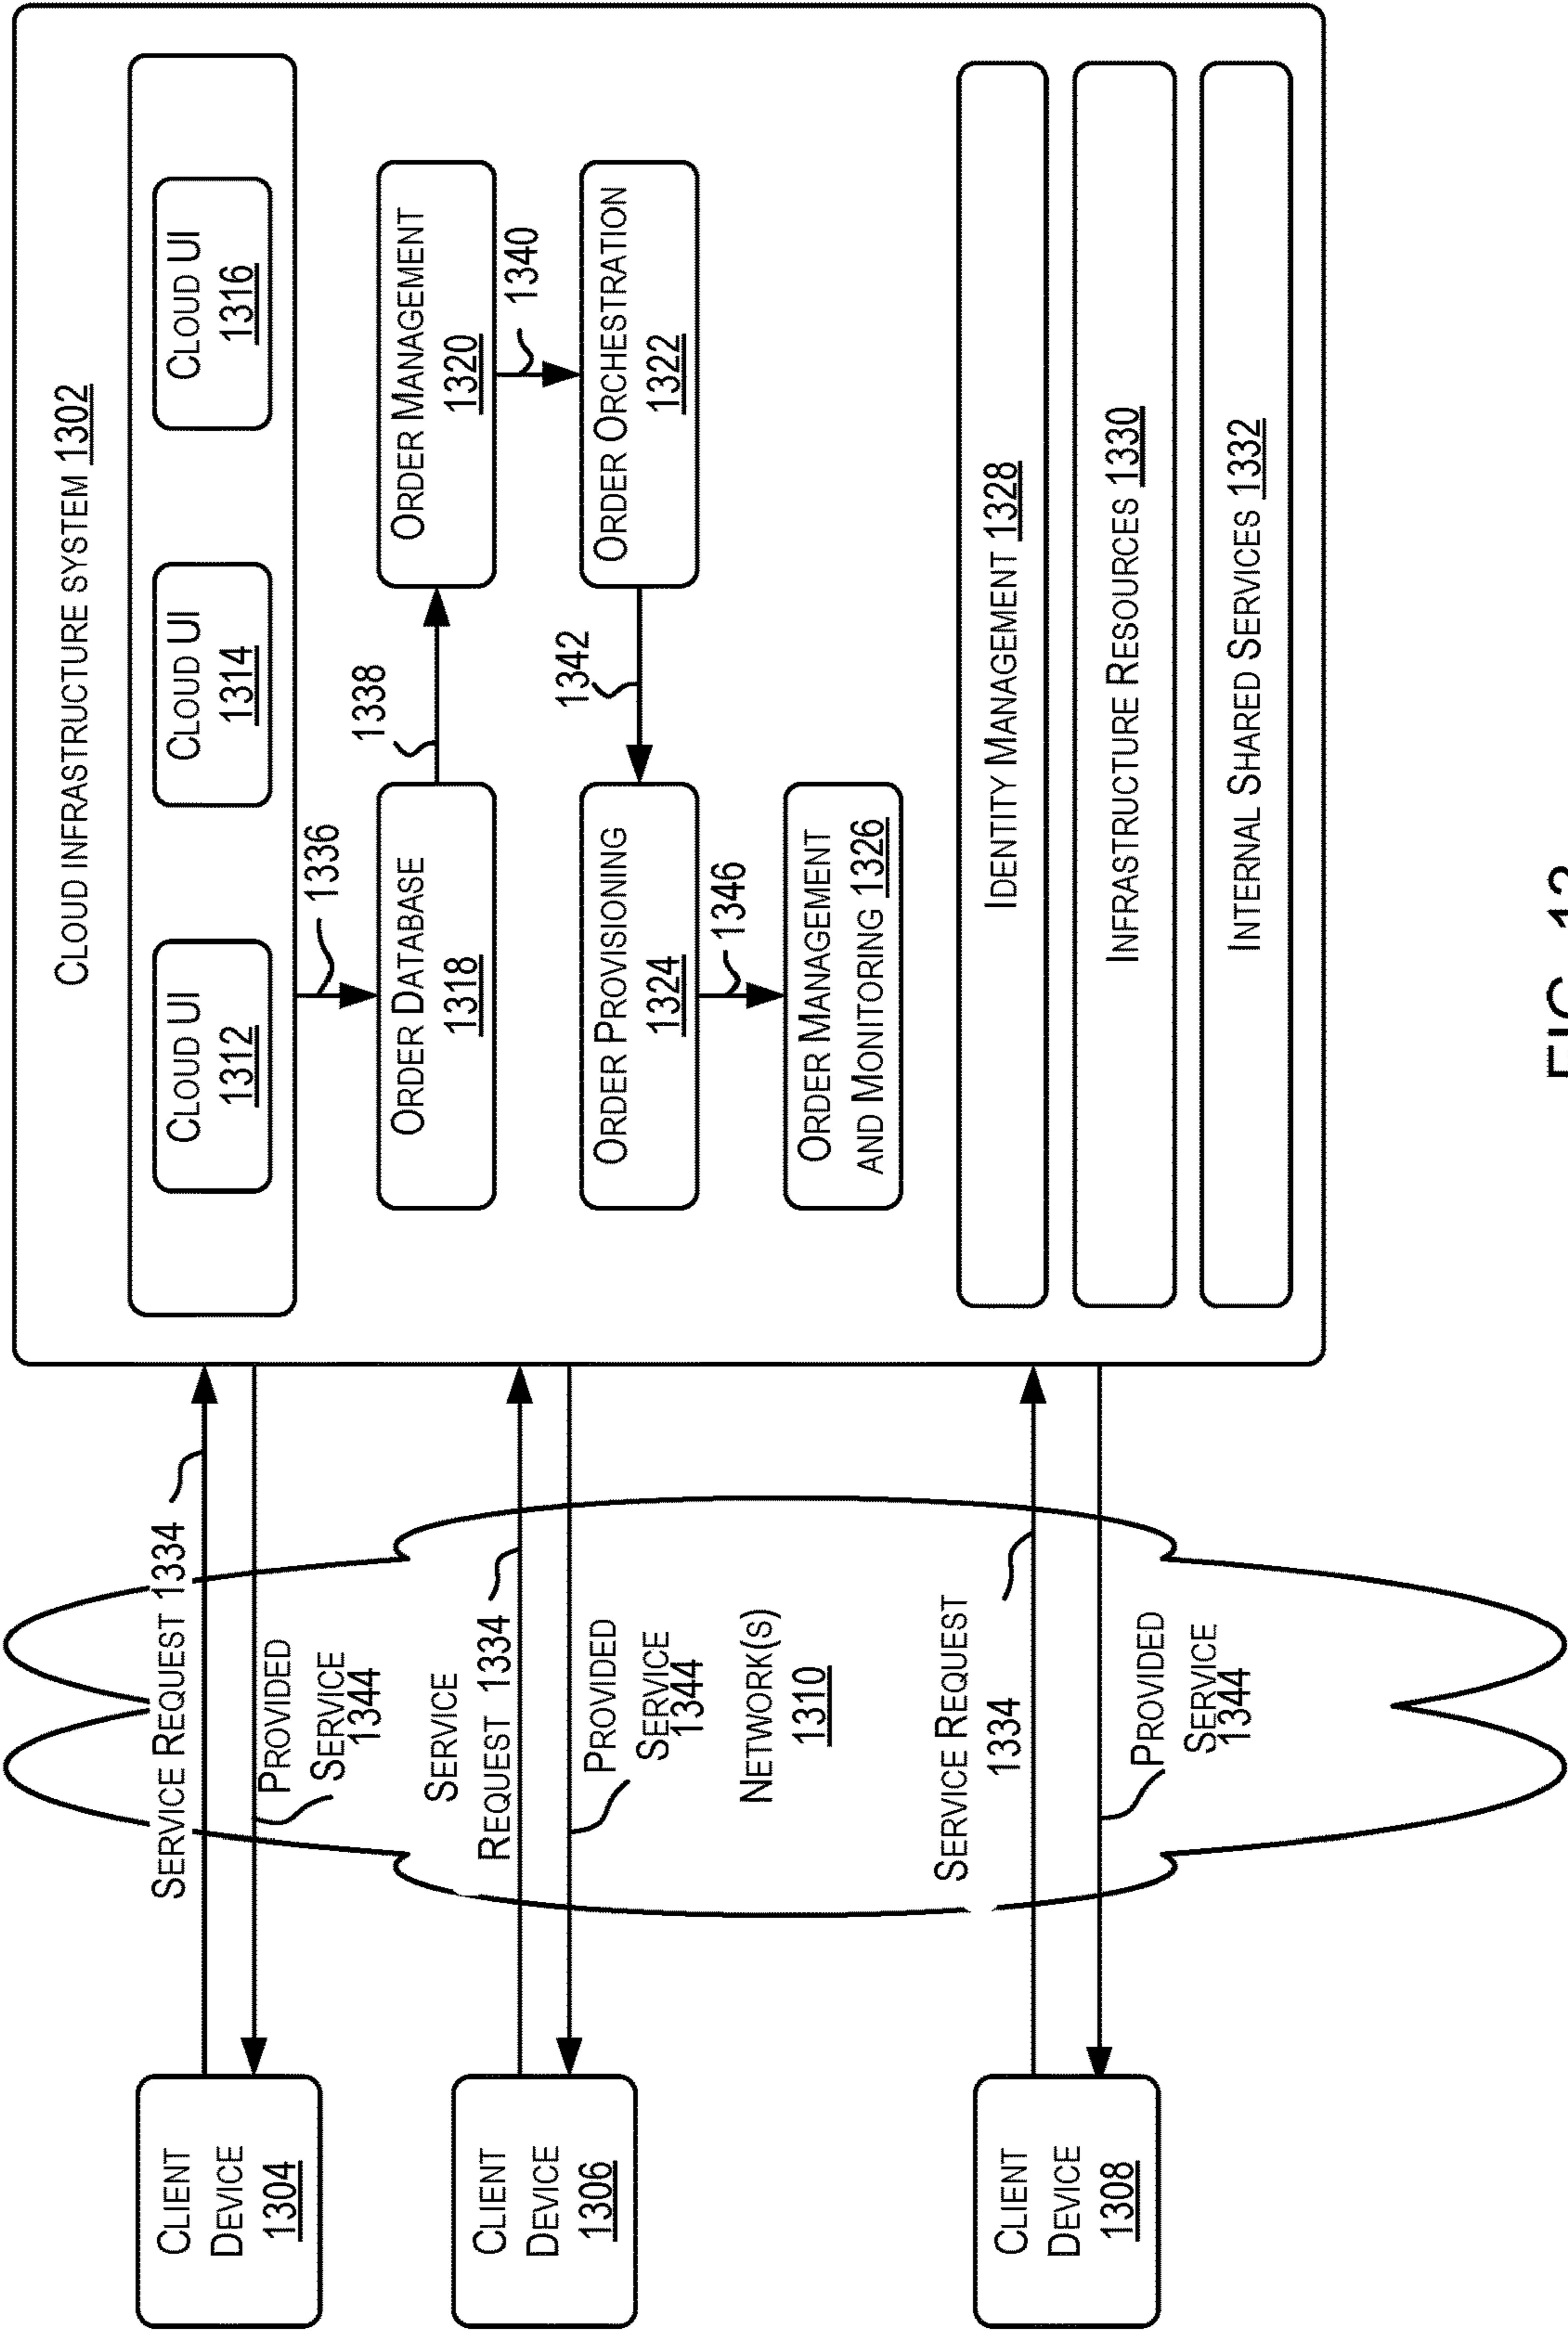 CLOUD INFRASTRUCTURE SYSTEM 1302
CLOUD UI
1312
CLOUD UI
1314
CLOUD UI
1316
1336
ORDER DATABASE
1318
1338
ORDER MANAGEMENT
1320
1340
ORDER ORCHESTRATION
1322
1342
ORDER PROVISIONING
1324
1346
ORDER MANAGEMENT
AND MONITORING 1326
IDENTITY MANAGEMENT 1328
INFRASTRUCTURE RESOURCES 1330
INTERNAL SHARED SERVICES 1332
CLIENT
DEVICE
1304
SERVICE REQUEST 1334
PROVIDED
SERVICE
1344
CLIENT
DEVICE
1306
SERVICE
REQUEST 1334
PROVIDED
SERVICE
1344
NETWORK(S)
1310
CLIENT
DEVICE
1308
SERVICE REQUEST
1334
PROVIDED
SERVICE
1344